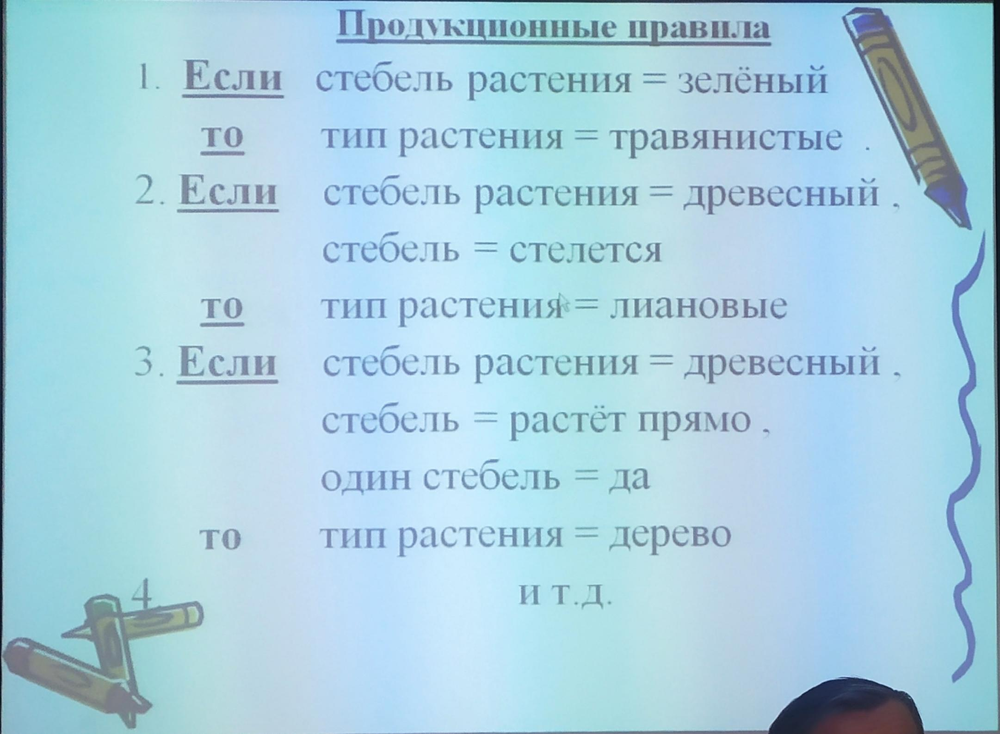 Продукционные правила
1. Если стебель растения = зелёный
то тип растения = травянистые .
2. Если стебель растения = древесный ,
стебель = стелется
то тип растения = лиановые
3. Если стебель растения = древесный ,
стебель = растёт прямо ,
один стебель = да
то тип растения = дерево
4. и т.д.